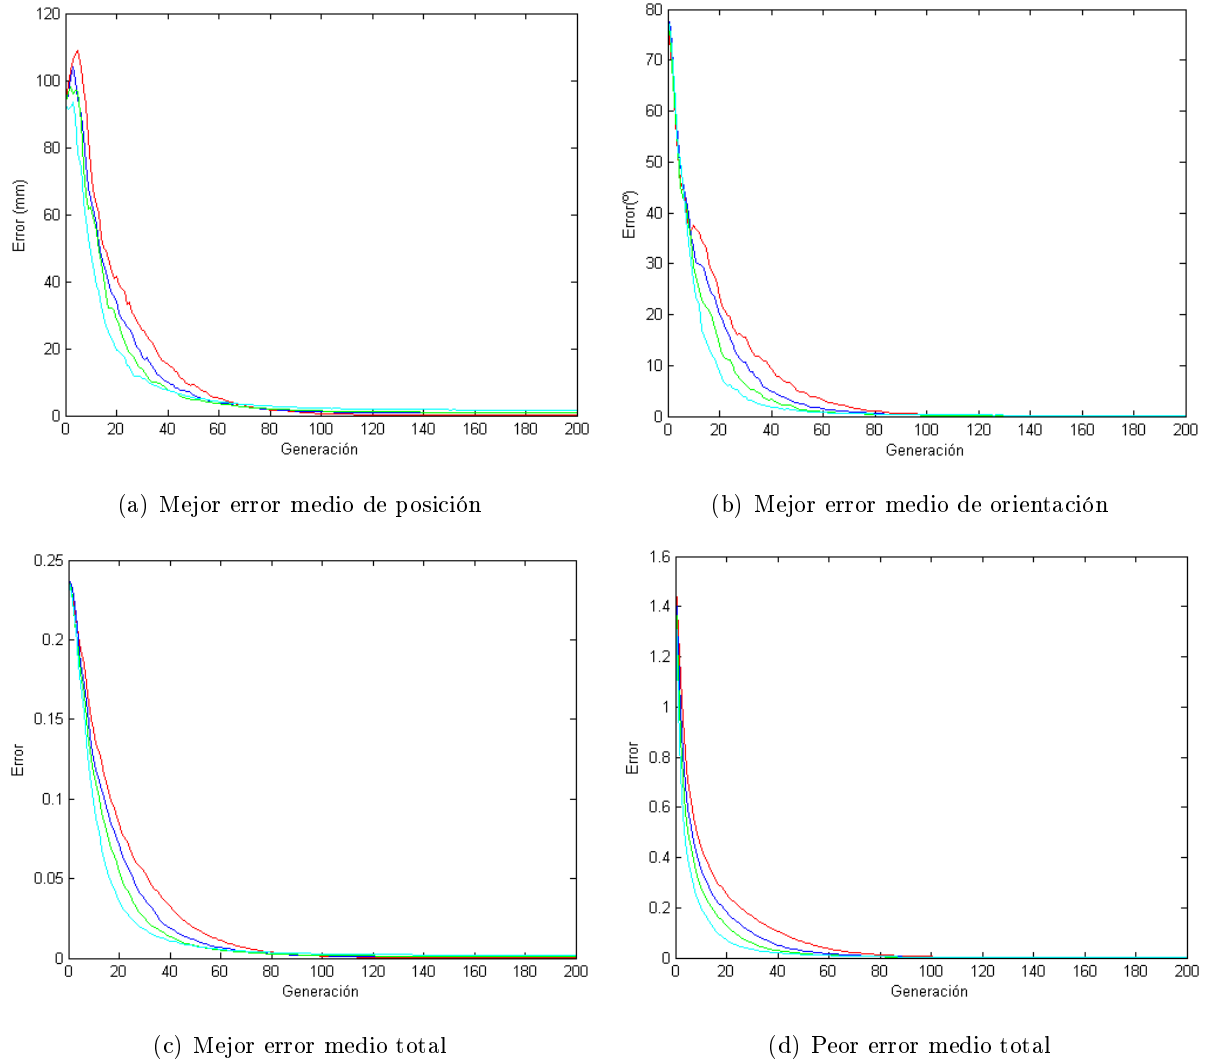 120
100
80
60
40
20
0
Error (mm)
0 20 40 60 80 100 120 140 160 180 200
Generación
(a) Mejor error medio de posición
80
70
60
50
40
30
20
10
0
Error(º)
0 20 40 60 80 100 120 140 160 180 200
Generación
(b) Mejor error medio de orientación
0.25
0.2
0.15
0.1
0.05
0
Error
0 20 40 60 80 100 120 140 160 180 200
Generación
(c) Mejor error medio total
1.6
1.4
1.2
1
0.8
0.6
0.4
0.2
0
Error
0 20 40 60 80 100 120 140 160 180 200
Generación
(d) Peor error medio total